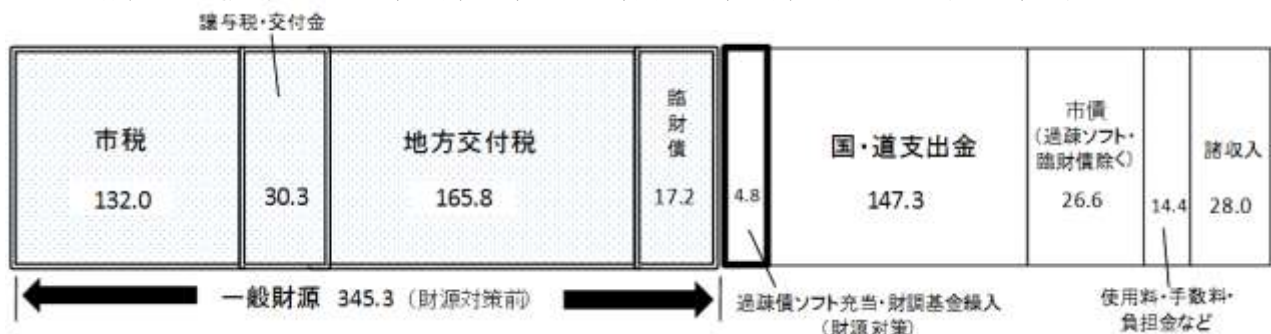 譲与税・交付金
市税
132.0
30.3
地方交付税
165.8
臨財債
17.2
4.8
国・道支出金
147.3
市債
(過疎ソフト・
臨財債除く)
26.6
14.4
諸収入
28.0
一般財源 345.3 (財源対策前)
過疎債ソフト充当・財調基金繰入
(財源対策)
使用料・手数料・
負担金など